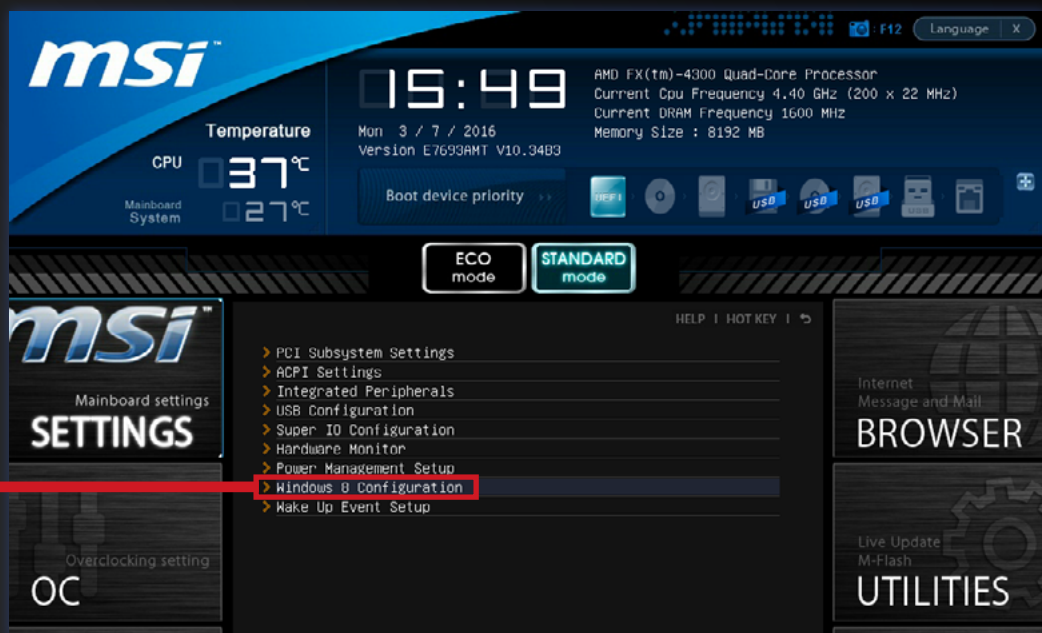 msi™
F12
Language X
15:49
AMD FX(tm)-4300 Quad-Core Processor
Current Cpu Frequency 4.40 GHz (200 x 22 MHz)
Current DRAM Frequency 1600 MHz
Memory Size : 8192 MB
Mon 3 / 7 / 2016
Version E7693AMT V10.34B3
Temperature
CPU 37°C
Mainboard
System 27°C
Boot device priority
UEFI
USB
USB
USB
USB
ECO
mode
STANDARD
mode
HELP | HOT KEY |
msi™
Mainboard settings
SETTINGS
PCI Subsystem Settings
ACPI Settings
Integrated Peripherals
USB Configuration
Super IO Configuration
Hardware Monitor
Power Management Setup
Windows 8 Configuration
Wake Up Event Setup
Internet
Message and Mail
BROWSER
Overclocking setting
OC
Live Update
M-Flash
UTILITIES